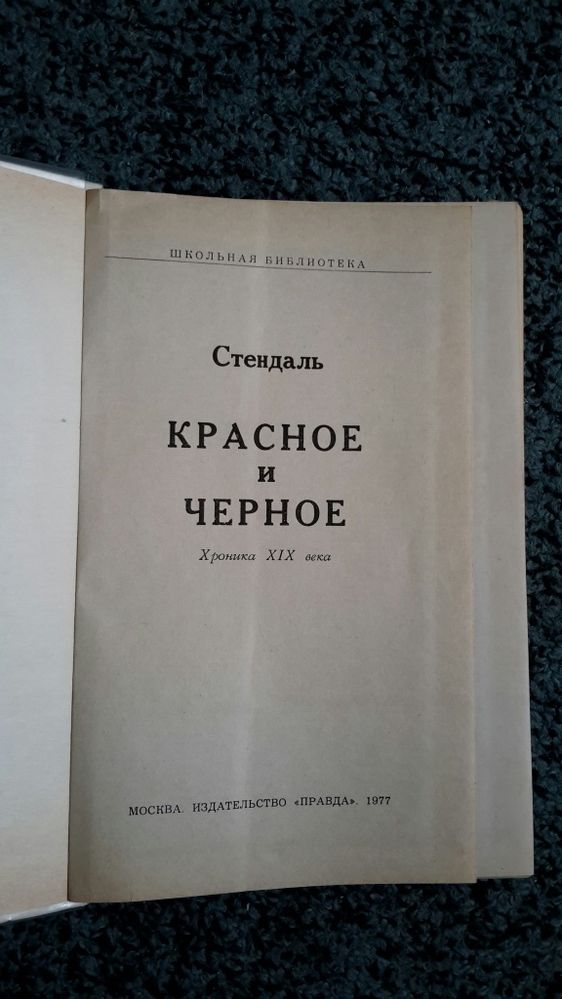 ШКОЛЬНАЯ БИБЛИОТЕКА
Стендаль
КРАСНОЕ
и
ЧЕРНОЕ
Хроника XIX века
МОСКВА. ИЗДАТЕЛЬСТВО «ПРАВДА». 1977